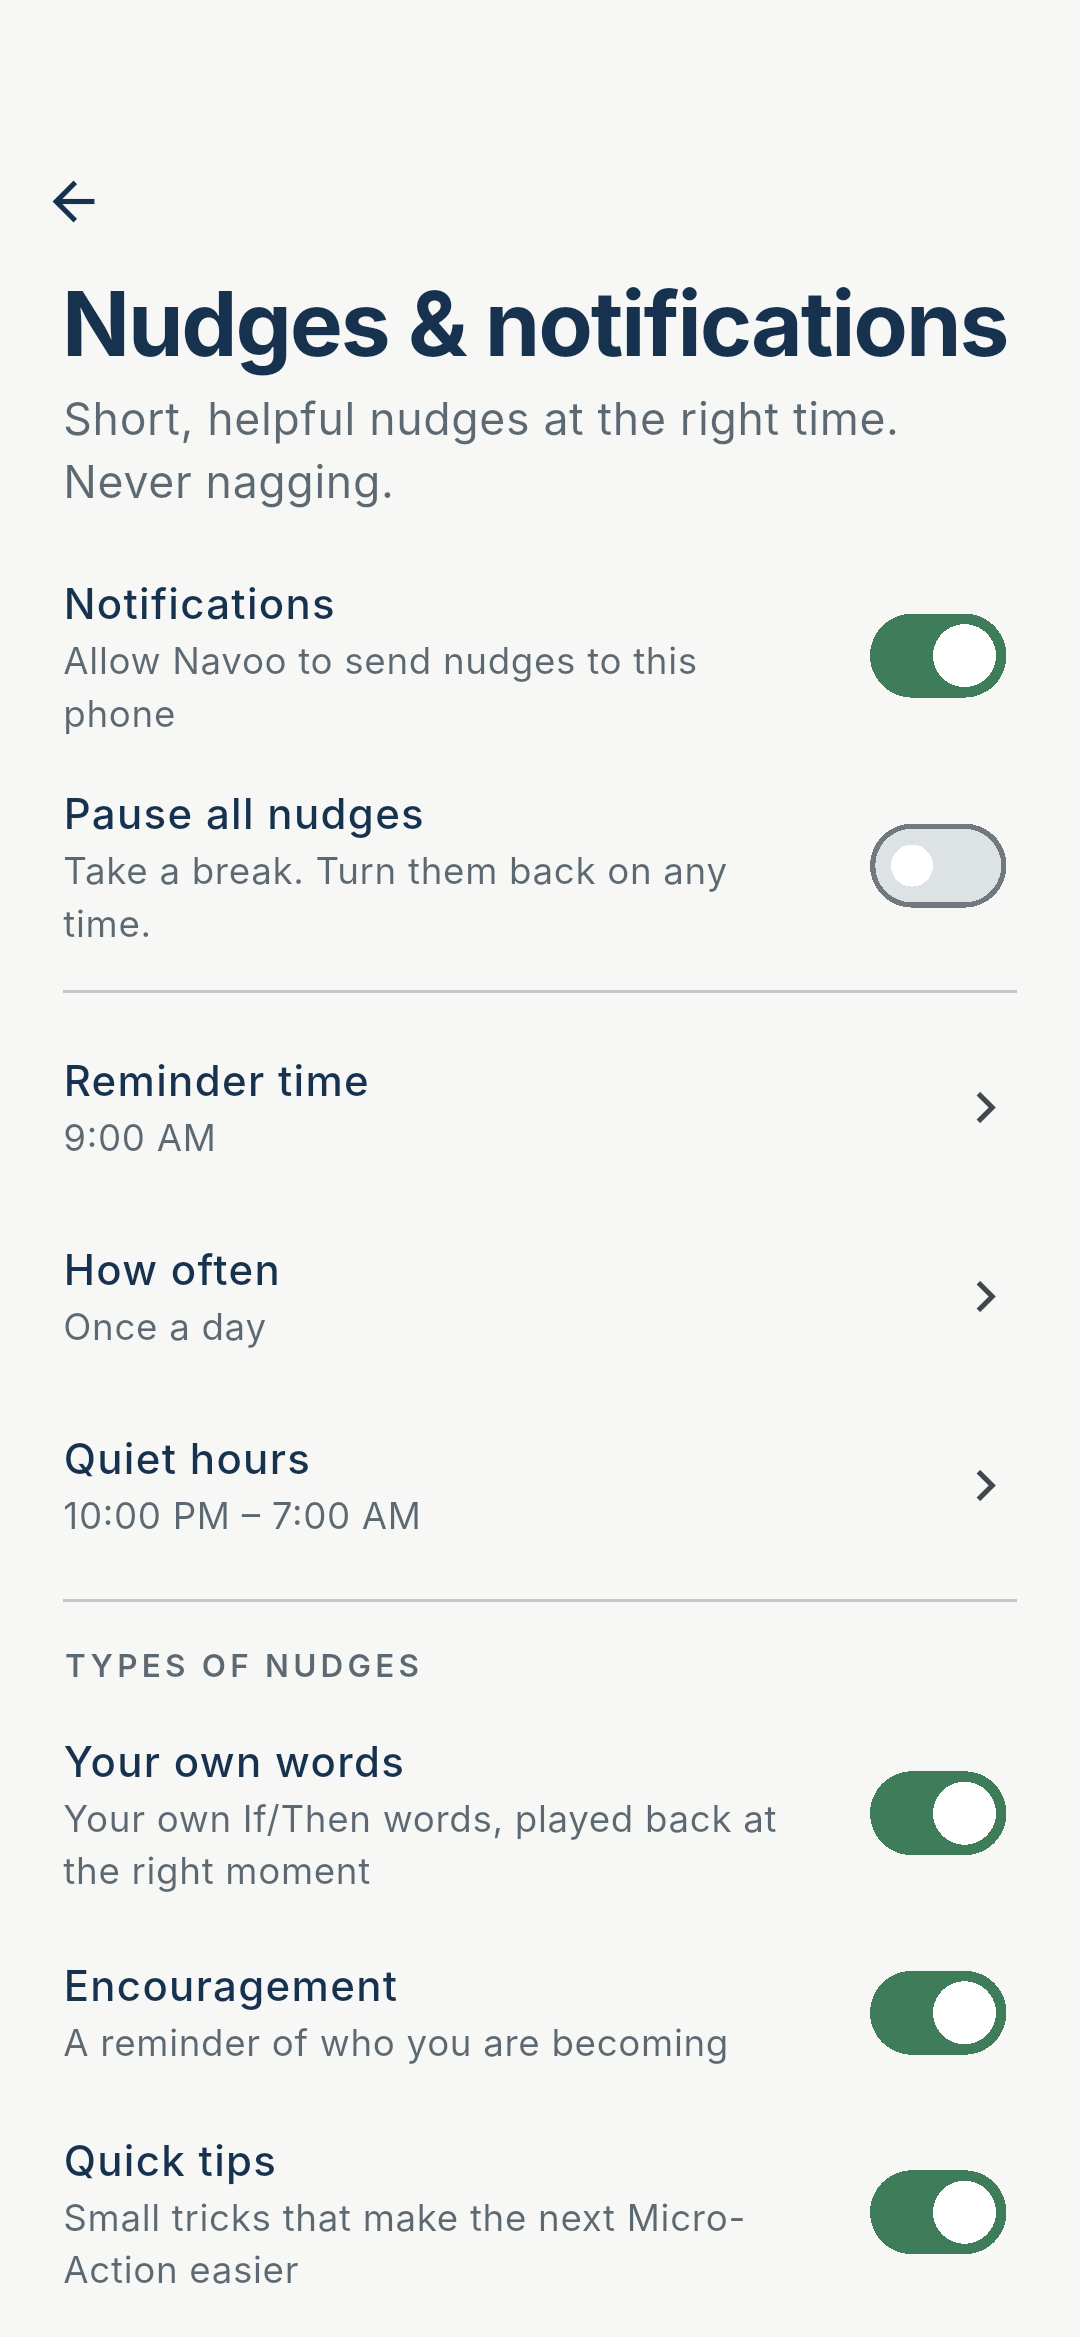 Nudges & notifications
Short, helpful nudges at the right time.
Never nagging.
Notifications
Allow Navoo to send nudges to this
phone
Pause all nudges
Take a break. Turn them back on any
time.
Reminder time
9:00 AM
How often
Once a day
Quiet hours
10:00 PM – 7:00 AM
TYPES OF NUDGES
Your own words
Your own If/Then words, played back at
the right moment
Encouragement
A reminder of who you are becoming
Quick tips
Small tricks that make the next Micro-
Action easier